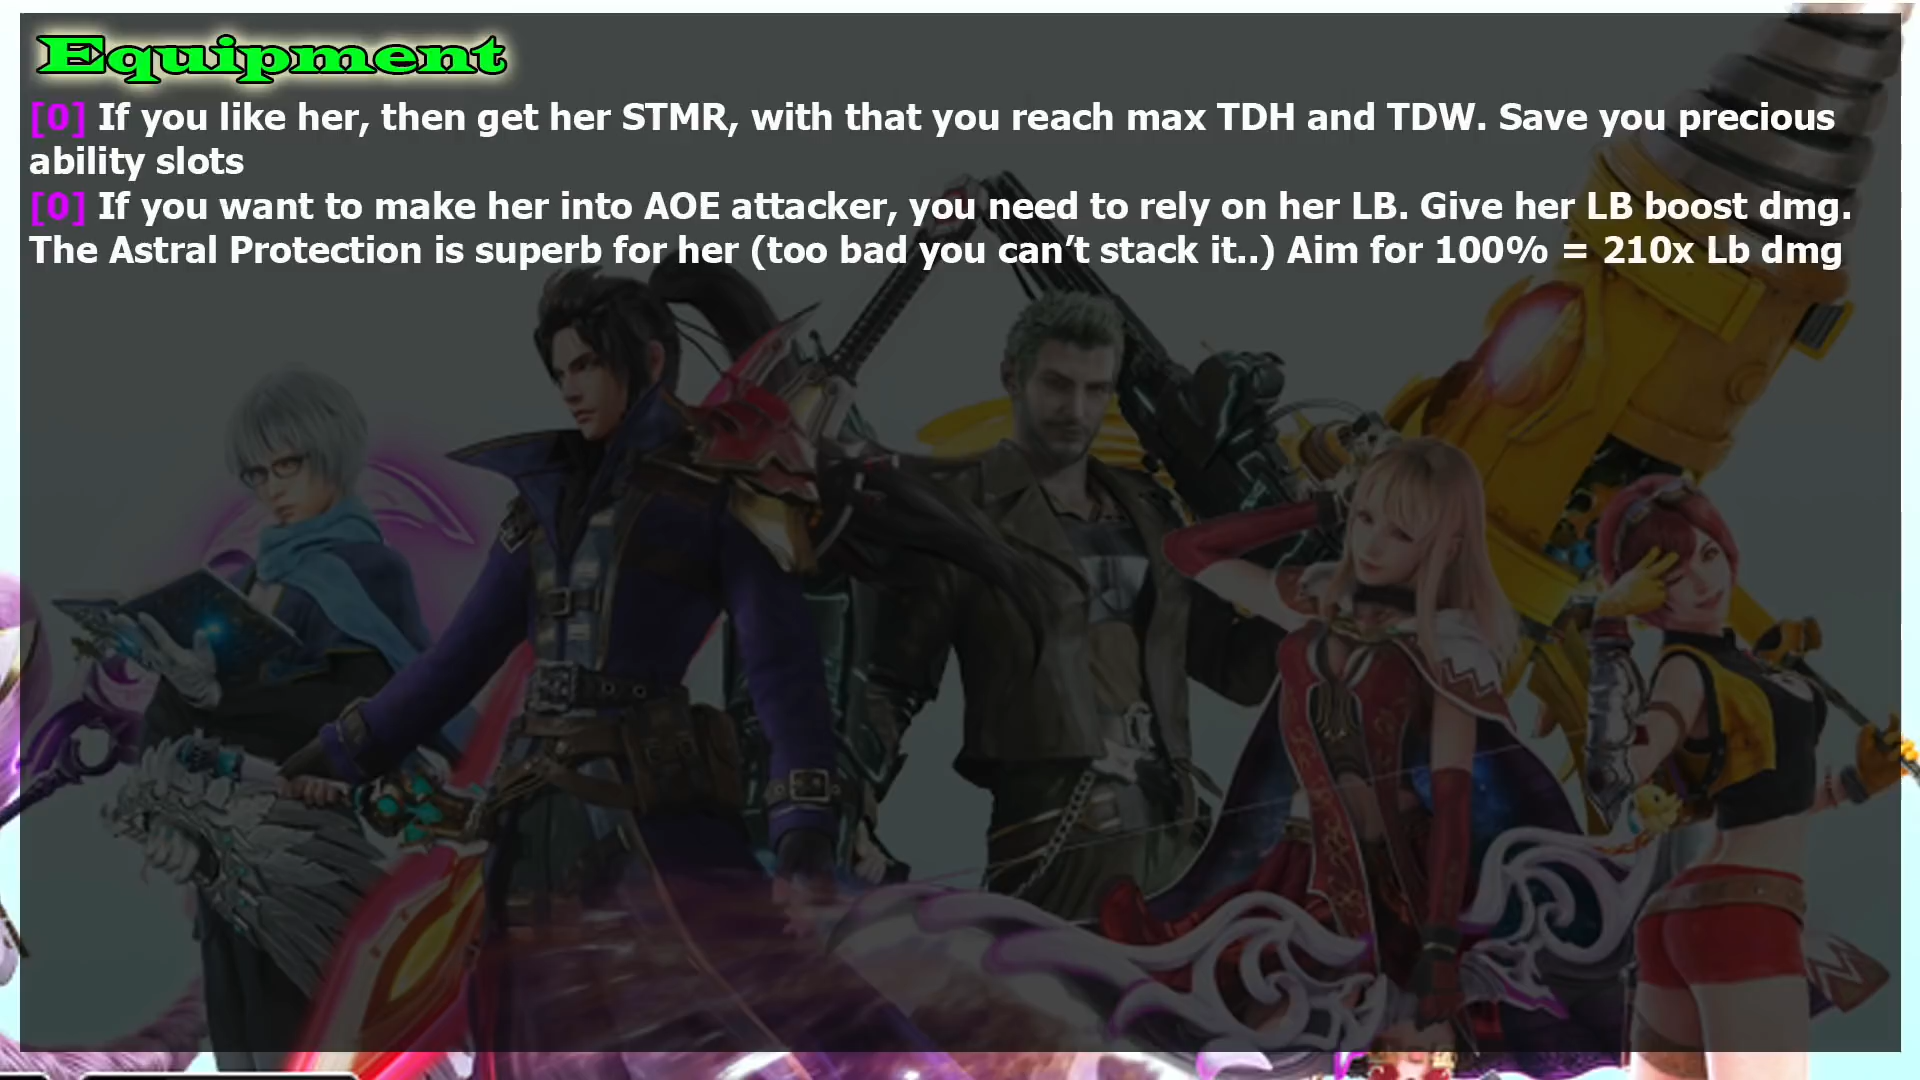 Equipment
[0] If you like her, then get her STMR, with that you reach max TDH and TDW. Save you precious
ability slots
[0] If you want to make her into AOE attacker, you need to rely on her LB. Give her LB boost dmg.
The Astral Protection is superb for her (too bad you can’t stack it..) Aim for 100% = 210x Lb dmg